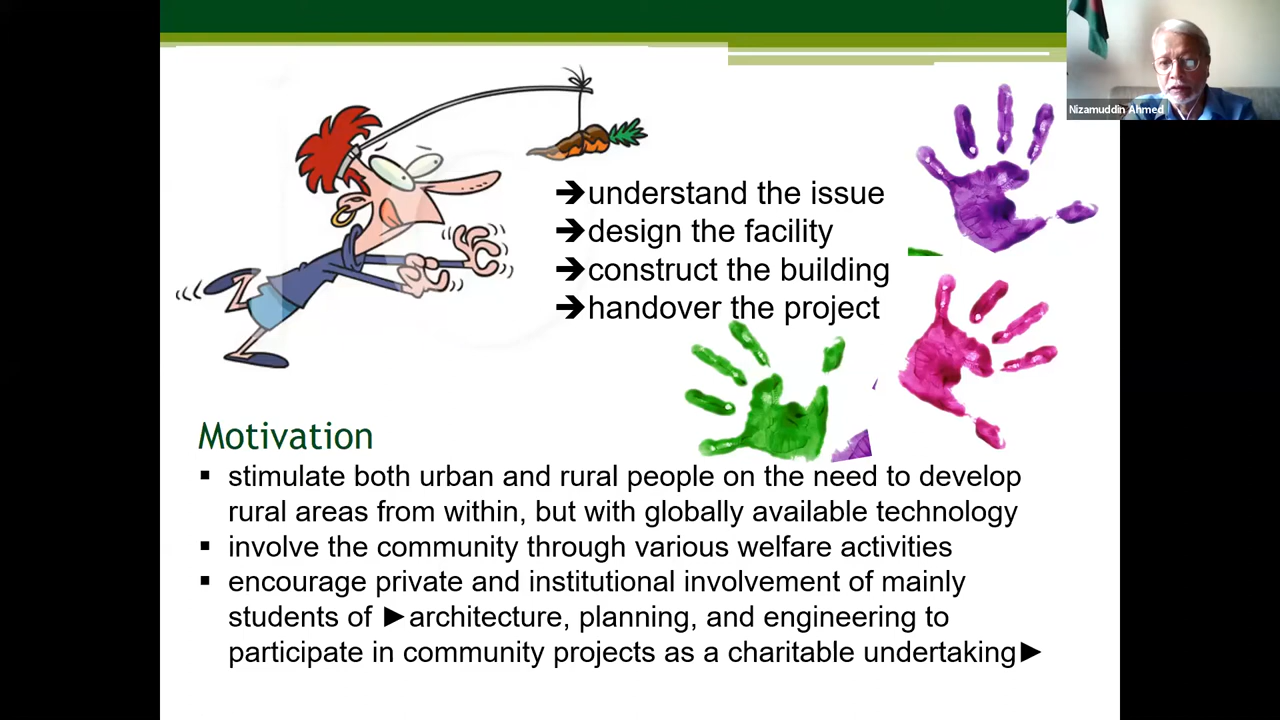 Nizamuddin Ahmed
➔understand the issue
➔design the facility
➔construct the building
➔handover the project
Motivation
▪ stimulate both urban and rural people on the need to develop
rural areas from within, but with globally available technology
▪ involve the community through various welfare activities
▪ encourage private and institutional involvement of mainly
students of ►architecture, planning, and engineering to
participate in community projects as a charitable undertaking►